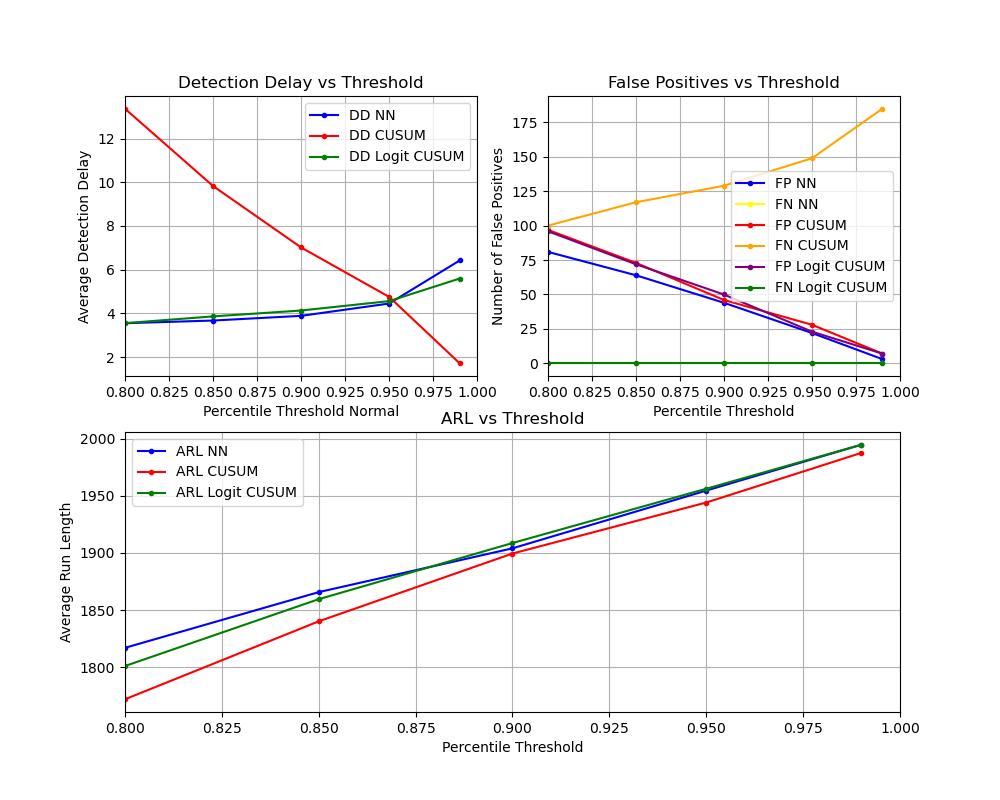 Detection Delay vs Threshold
12
10
8
6
4
2
Average Detection Delay
DD NN
DD CUSUM
DD Logit CUSUM
0.800 0.825 0.850 0.875 0.900 0.925 0.950 0.975 1.000
Percentile Threshold Normal
False Positives vs Threshold
175
150
125
100
75
50
25
0
Number of False Positives
FP NN
FN NN
FP CUSUM
FN CUSUM
FP Logit CUSUM
FN Logit CUSUM
0.800 0.825 0.850 0.875 0.900 0.925 0.950 0.975 1.000
Percentile Threshold
ARL vs Threshold
2000
1950
1900
1850
1800
Average Run Length
ARL NN
ARL CUSUM
ARL Logit CUSUM
0.800 0.825 0.850 0.875 0.900 0.925 0.950 0.975 1.000
Percentile Threshold